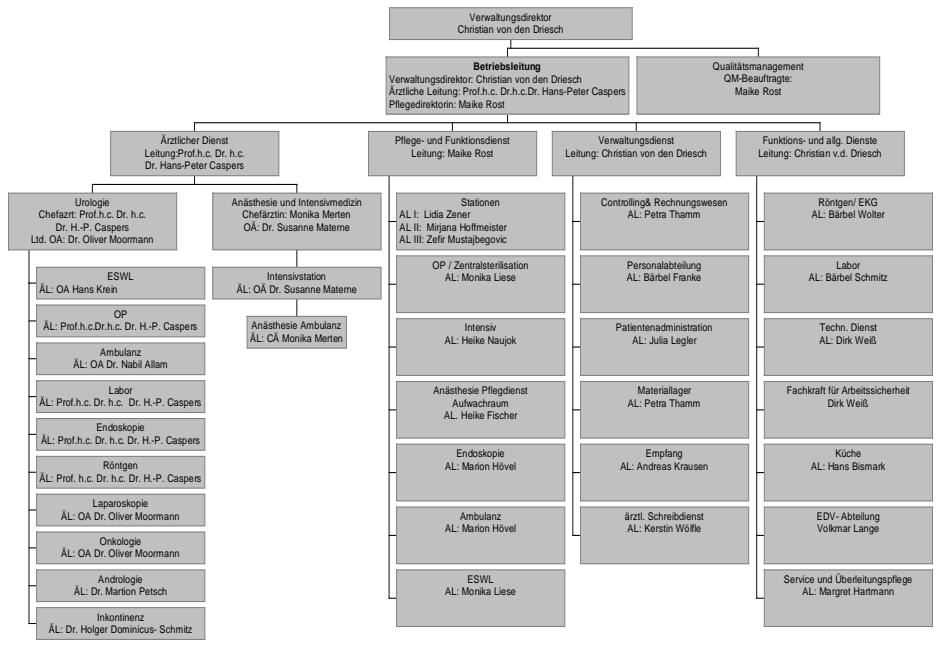 Verwaltungsdirektor
Christian von den Driesch
Betriebsleitung
Verwaltungsdirektor: Christian von den Driesch
Ärztliche Leitung: Prof.h.c. Dr.h.c.Dr. Hans-Peter Caspers
Pflegedirektorin: Maike Rost
Qualitätsmanagement
QM-Beauftragte:
Maike Rost
Ärztlicher Dienst
Leitung:Prof.h.c. Dr. h.c.
Dr. Hans-Peter Caspers
Pflege- und Funktionsdienst
Leitung: Maike Rost
Verwaltungsdienst
Leitung: Christian von den Driesch
Funktions- und allg. Dienste
Leitung: Christian v.d. Driesch
Urologie
Chefazrt: Prof.h.c. Dr. h.c.
Dr. H.-P. Caspers
Ltd. OA: Dr. Oliver Moormann
ESWL
ÄL: OA Hans Krein
OP
ÄL: Prof.h.c.Dr.h.c. Dr. H.-P. Caspers
Ambulanz
ÄL: OA Dr. Nabil Allam
Labor
ÄL: Prof.h.c. Dr. h.c. Dr. H.-P. Caspers
Endoskopie
ÄL: Prof.h.c. Dr. h.c. Dr. H.-P. Caspers
Röntgen
ÄL: Prof. h.c. Dr. h.c. Dr. H.-P. Caspers
Laparoskopie
ÄL: OA Dr. Oliver Moormann
Onkologie
ÄL: OA Dr. Oliver Moormann
Andrologie
ÄL: Dr. Martion Petsch
Inkontinenz
ÄL: Dr. Holger Dominicus- Schmitz
Anästhesie und Intensivmedizin
Chefärztin: Monika Merten
OÄ: Dr. Susanne Materne
Intensivstation
ÄL: OÄ Dr. Susanne Materne
Anästhesie Ambulanz
ÄL: CÄ Monika Merten
Stationen
AL I: Lidia Zener
AL II: Mirjana Hoffmeister
AL III: Zefir Mustajbegovic
OP / Zentralsterilisation
AL: Monika Liese
Intensiv
AL: Heike Naujok
Anästhesie Pflegdienst
Aufwachraum
AL. Heike Fischer
Endoskopie
AL: Marion Hövel
Ambulanz
AL: Marion Hövel
ESWL
AL: Monika Liese
Controlling& Rechnungswesen
AL: Petra Thamm
Personalabteilung
AL: Bärbel Franke
Patientenadministration
AL: Julia Legler
Materiallager
AL: Petra Thamm
Empfang
AL: Andreas Krausen
ärztl. Schreibdienst
AL: Kerstin Wölfle
Röntgen/ EKG
AL: Bärbel Wolter
Labor
AL: Bärbel Schmitz
Techn. Dienst
AL: Dirk Weiß
Fachkraft für Arbeitssicherheit
Dirk Weiß
Küche
AL: Hans Bismark
EDV- Abteilung
Volkmar Lange
Service und Überleitungspflege
AL: Margret Hartmann